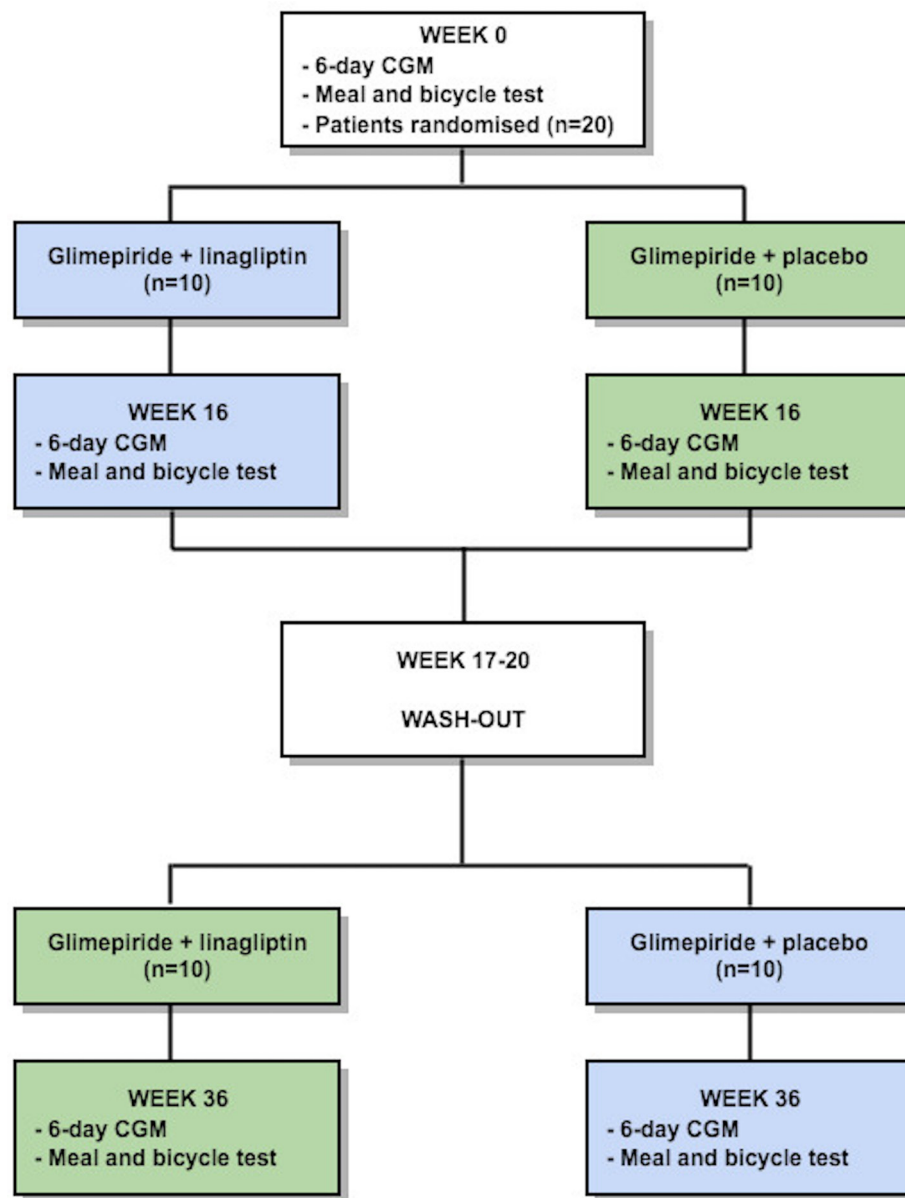 WEEK 0
- 6-day CGM
- Meal and bicycle test
- Patients randomised (n=20)
Glimepiride + linagliptin
(n=10)
Glimepiride + placebo
(n=10)
WEEK 16
- 6-day CGM
- Meal and bicycle test
WEEK 16
- 6-day CGM
- Meal and bicycle test
WEEK 17-20
WASH-OUT
Glimepiride + linagliptin
(n=10)
Glimepiride + placebo
(n=10)
WEEK 36
- 6-day CGM
- Meal and bicycle test
WEEK 36
- 6-day CGM
- Meal and bicycle test